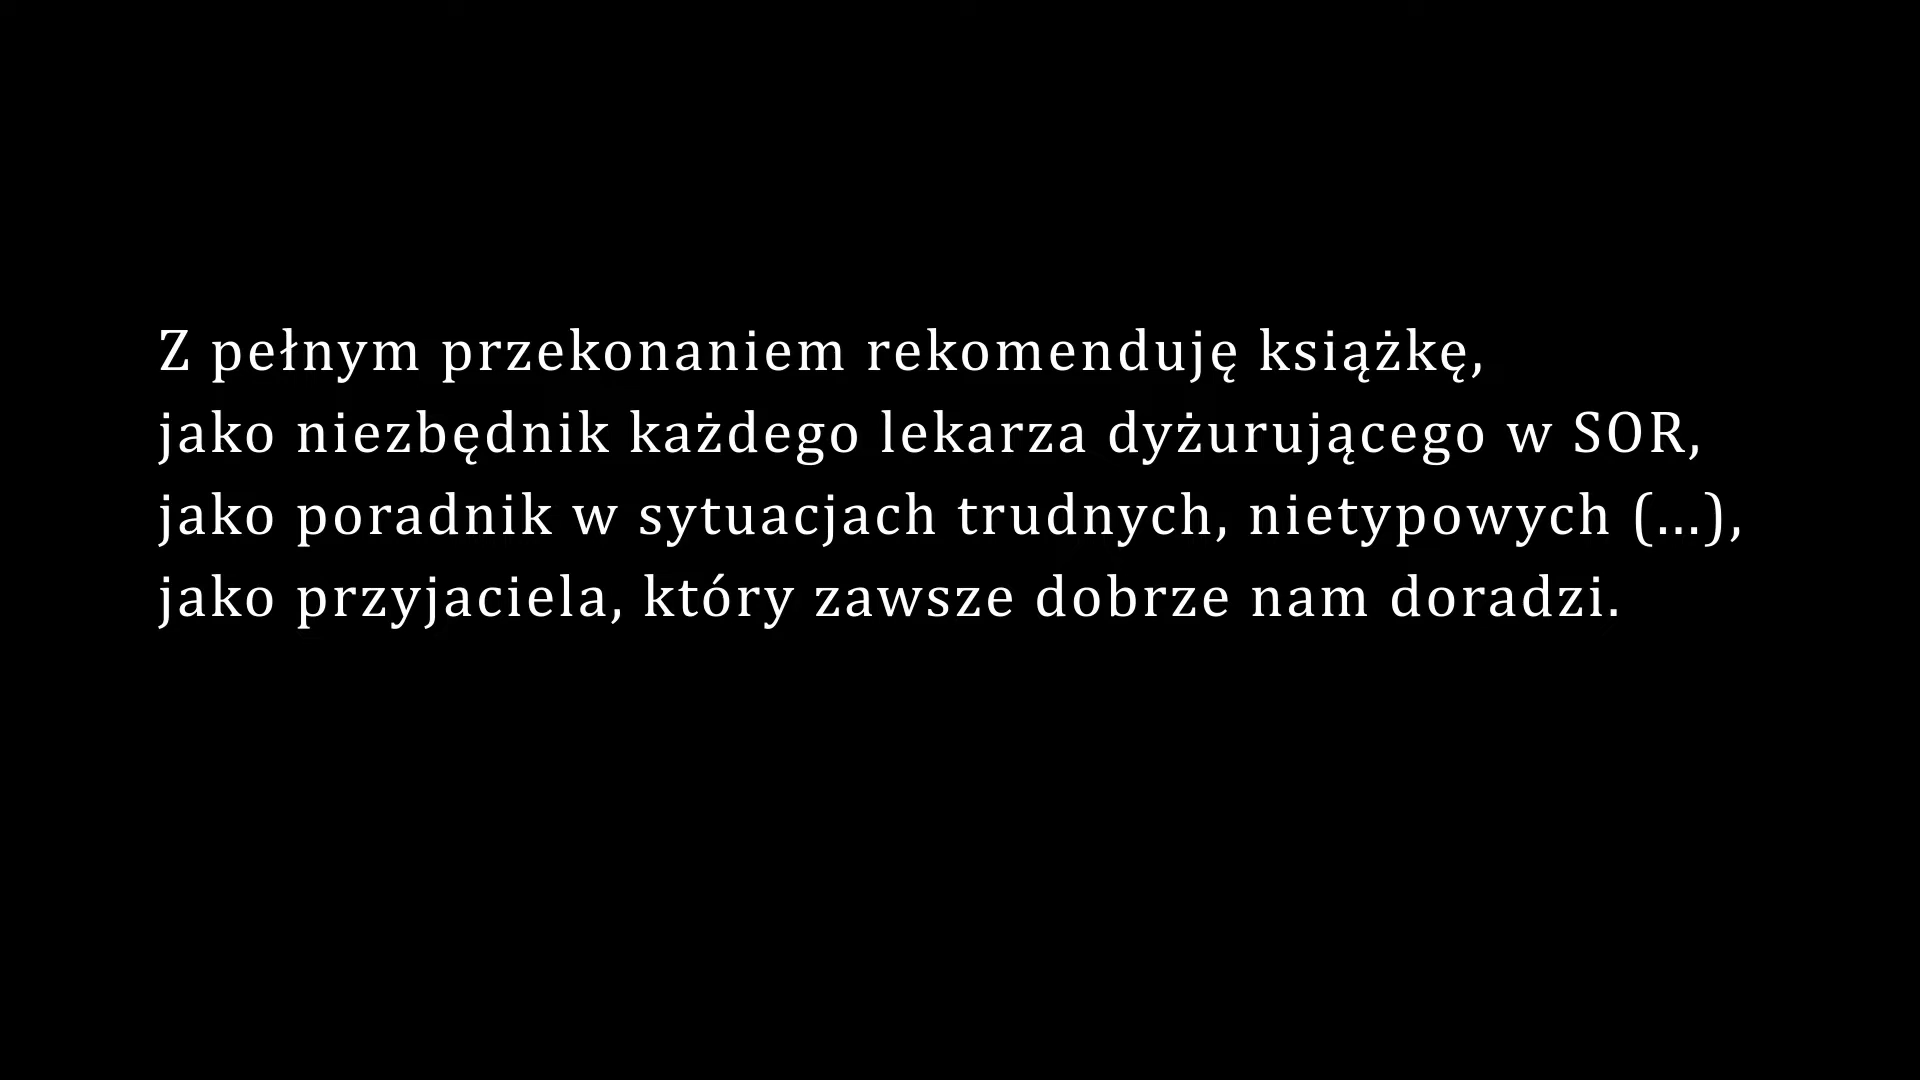 Z pełnym przekonaniem rekomenduję książkę,
jako niezbędnik każdego lekarza dyżurującego w SOR,
jako poradnik w sytuacjach trudnych, nietypowych (...),
jako przyjaciela, który zawsze dobrze nam doradzi.